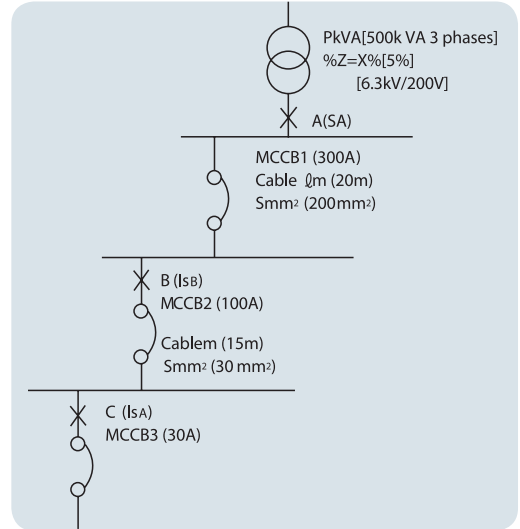 PkVA[500k VA 3 phases]
%Z=X%[5%]
[6.3kV/200V]
A(SA)
MCCB1 (300A)
Cable ℓm (20m)
Smm² (200mm²)
B (IsB)
MCCB2 (100A)
Cablem (15m)
Smm² (30 mm²)
C (IsA)
MCCB3 (30A)